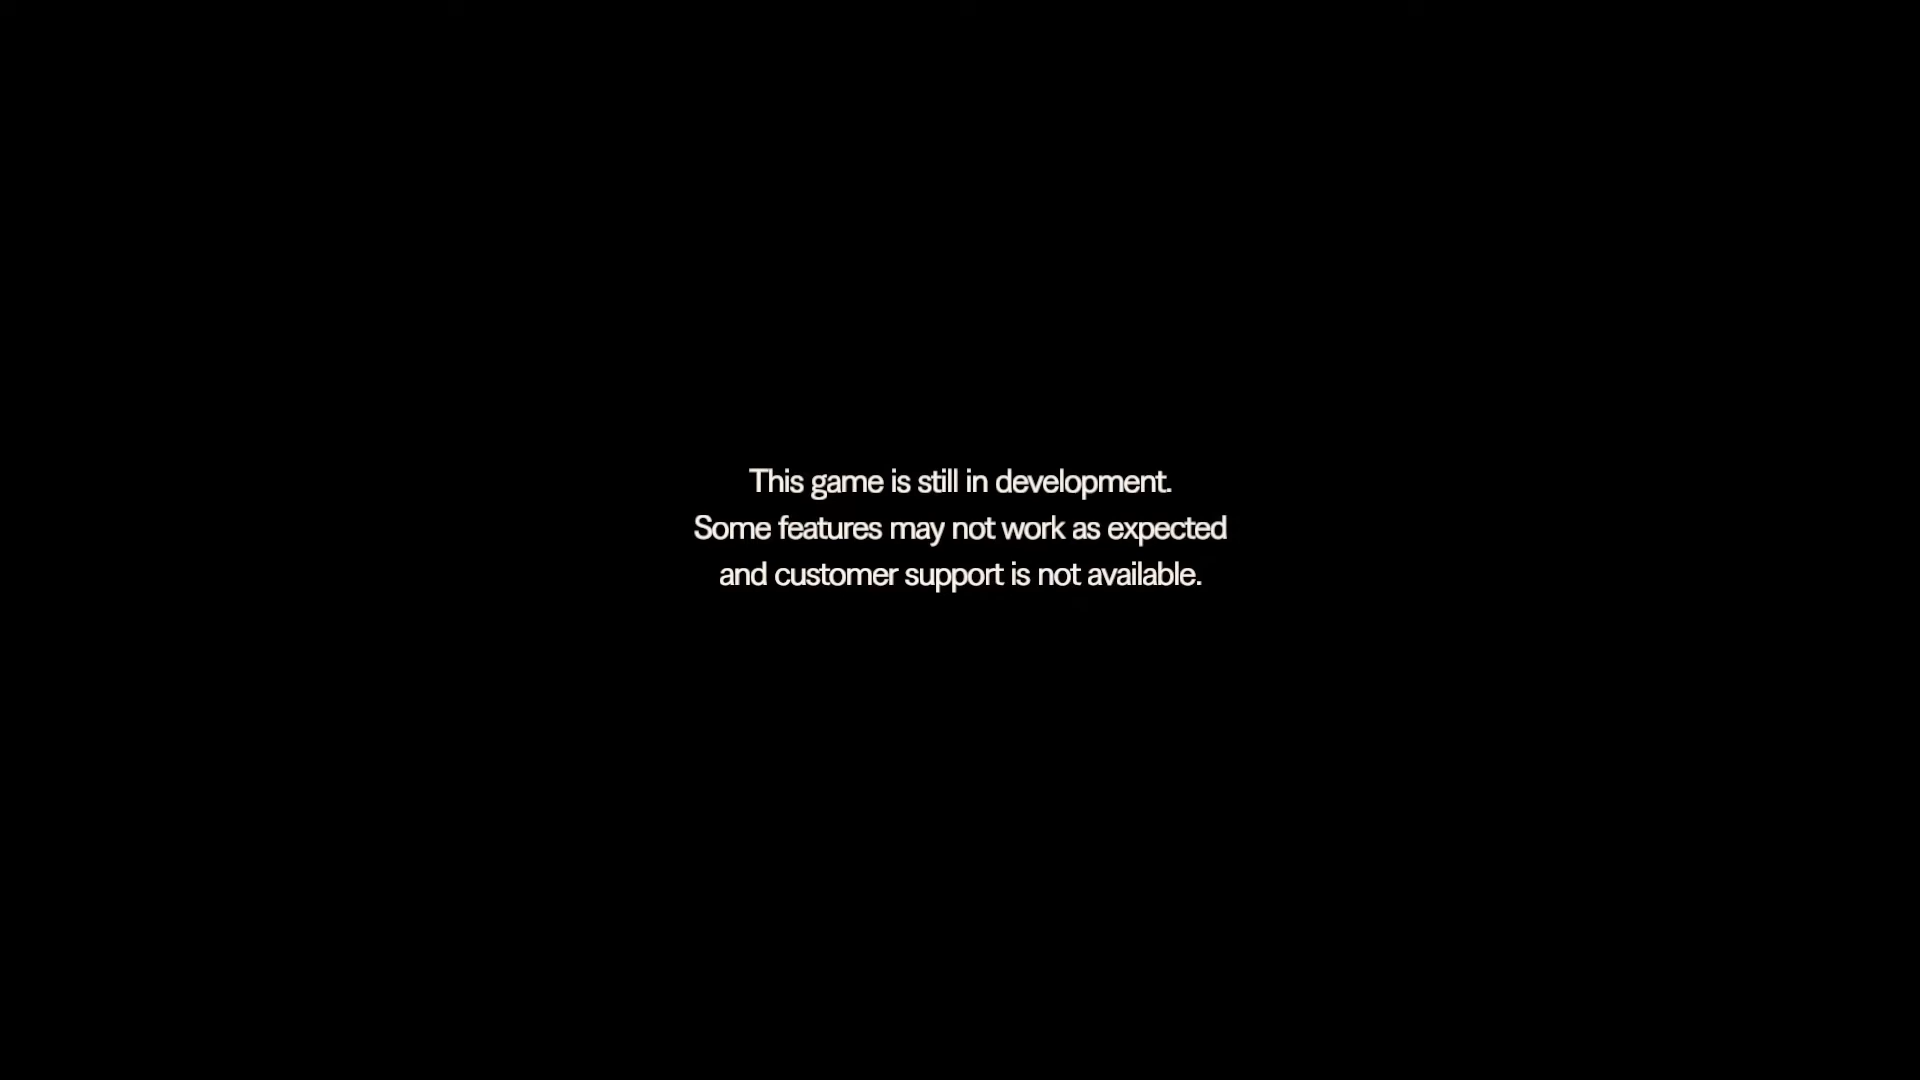 This game is still in development.
Some features may not work as expected
and customer support is not available.